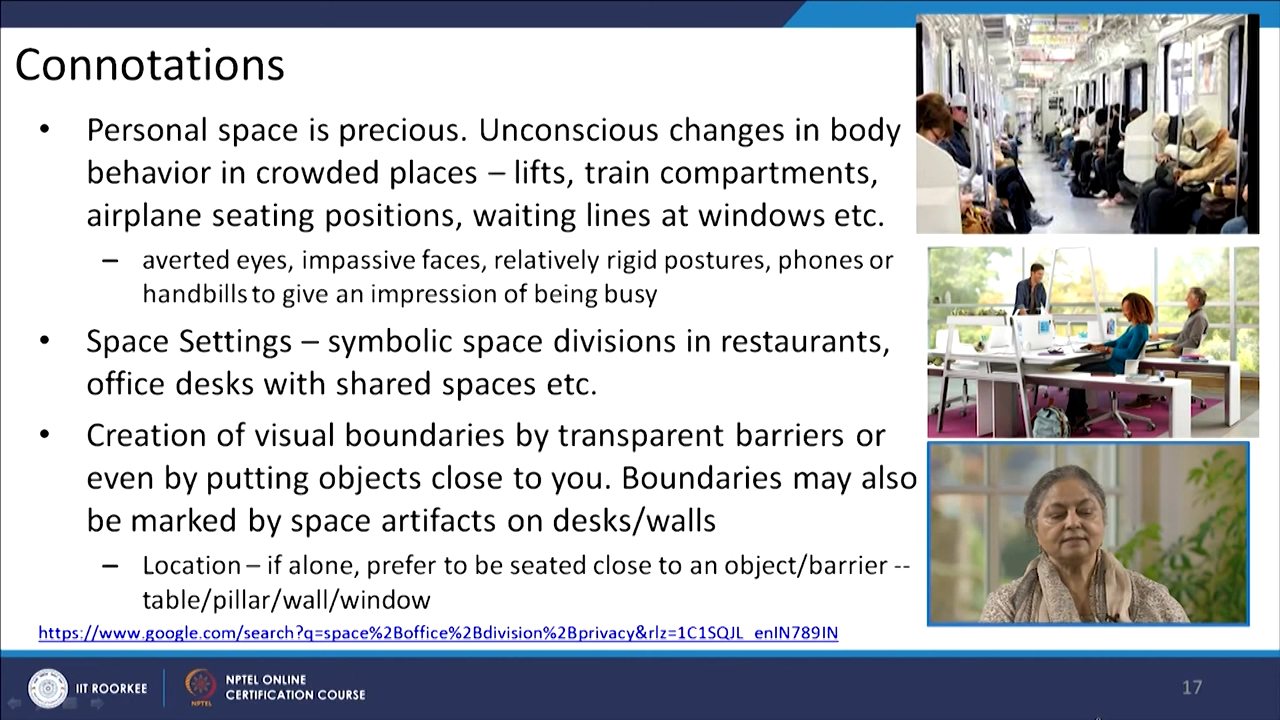 Connotations
• Personal space is precious. Unconscious changes in body
behavior in crowded places – lifts, train compartments,
airplane seating positions, waiting lines at windows etc.
– averted eyes, impassive faces, relatively rigid postures, phones or
handbills to give an impression of being busy
• Space Settings – symbolic space divisions in restaurants,
office desks with shared spaces etc.
• Creation of visual boundaries by transparent barriers or
even by putting objects close to you. Boundaries may also
be marked by space artifacts on desks/walls
– Location – if alone, prefer to be seated close to an object/barrier --
table/pillar/wall/window
https://www.google.com/search?q=space%2Boffice%2Bdivision%2Bprivacy&rlz=1C1SQJL_enIN789IN
IIT ROORKEE
NPTEL
NPTEL ONLINE
CERTIFICATION COURSE
17